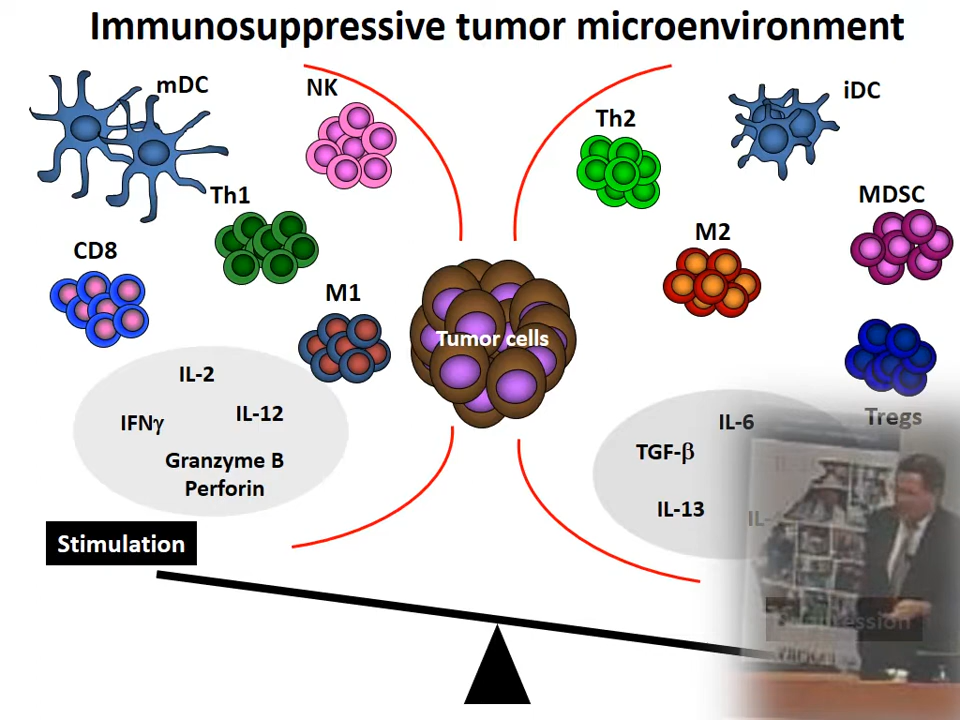 Immunosuppressive tumor microenvironment
mDC
NK
Th2
iDC
Th1
MDSC
CD8
M2
M1
Tumor cells
IL-2
IFNγ
IL-12
Granzyme B
Perforin
Tregs
IL-6
TGF-β
IL-13
Stimulation
Suppression